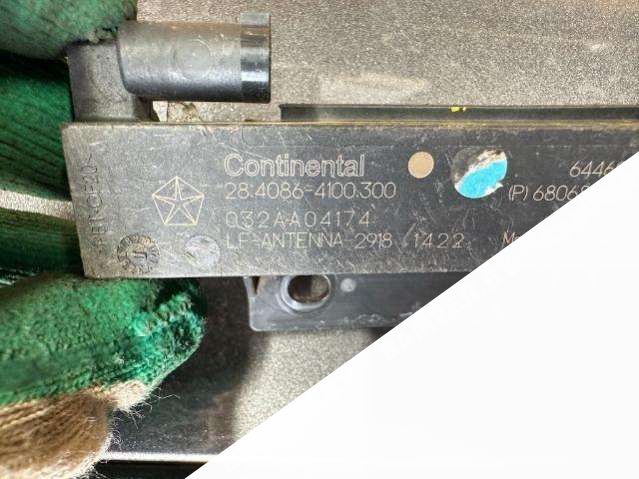 Continental
28.4086-4100.300
032AA04174
LF-ANTENNA 2918 1422
6446
(P) 6806